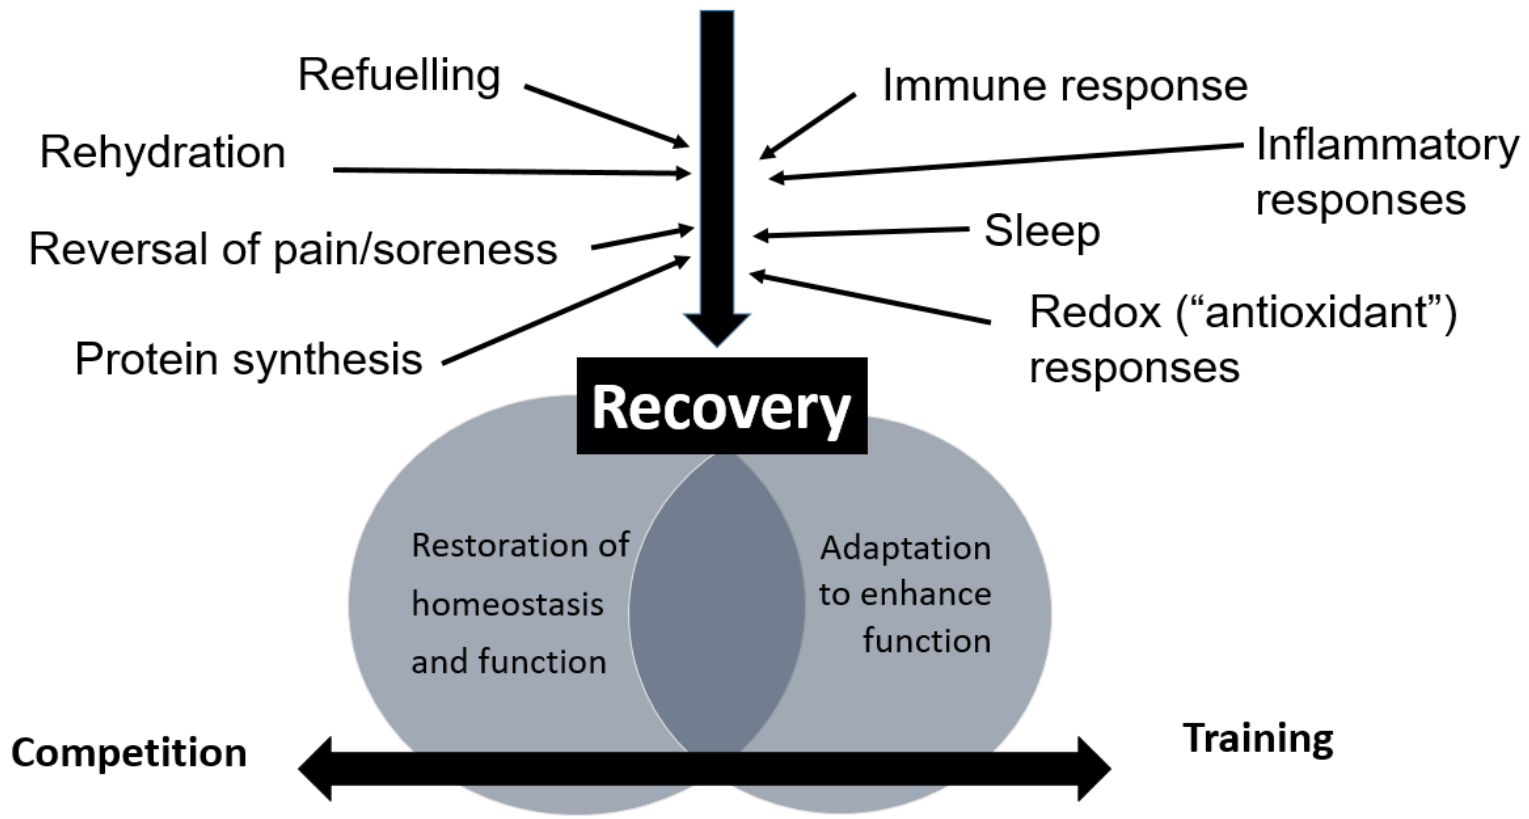 Refuelling
Immune response
Rehydration
Inflammatory
responses
Reversal of pain/soreness
Sleep
Protein synthesis
Redox (“antioxidant”)
responses
Recovery
Restoration of
homeostasis
and function
Adaptation
to enhance
function
Competition
Training